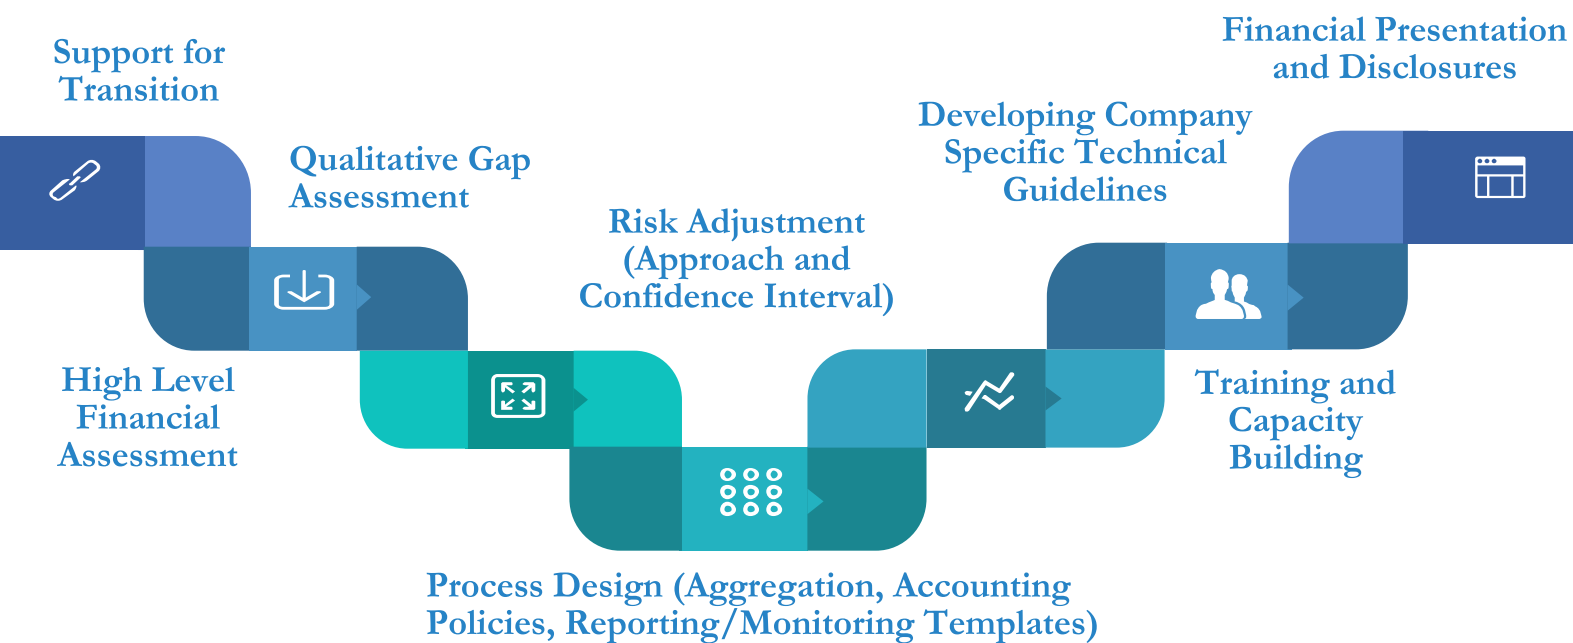 Support for
Transition
High Level
Financial
Assessment
Qualitative Gap
Assessment
Process Design (Aggregation, Accounting
Policies, Reporting/Monitoring Templates)
Risk Adjustment
(Approach and
Confidence Interval)
Developing Company
Specific Technical
Guidelines
Training and
Capacity
Building
Financial Presentation
and Disclosures